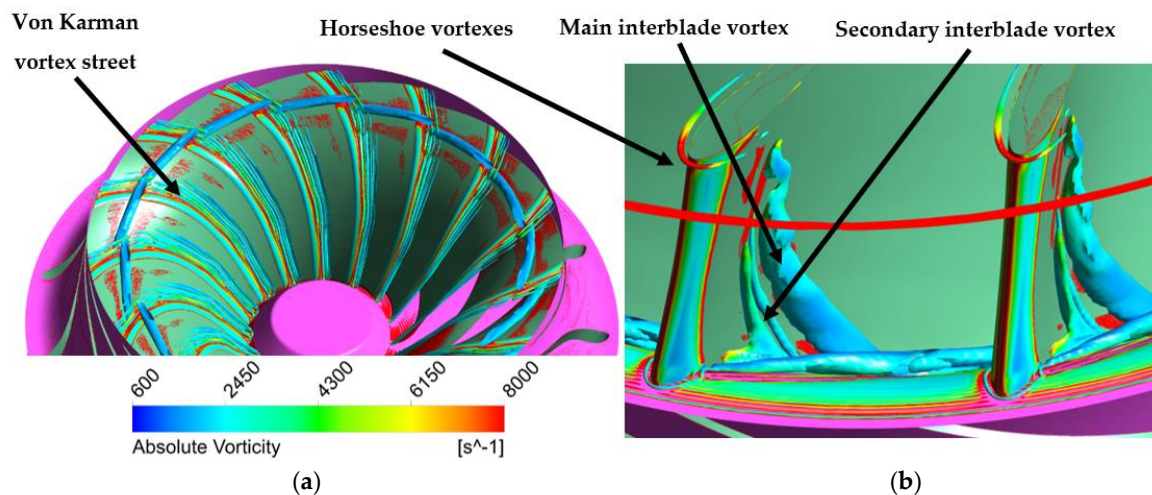 Von Karman
vortex street
Horseshoe vortexes
Main interblade vortex
Secondary interblade vortex
600
2450
4300
6150
8000
Absolute Vorticity
[s^-1]
(a)
(b)